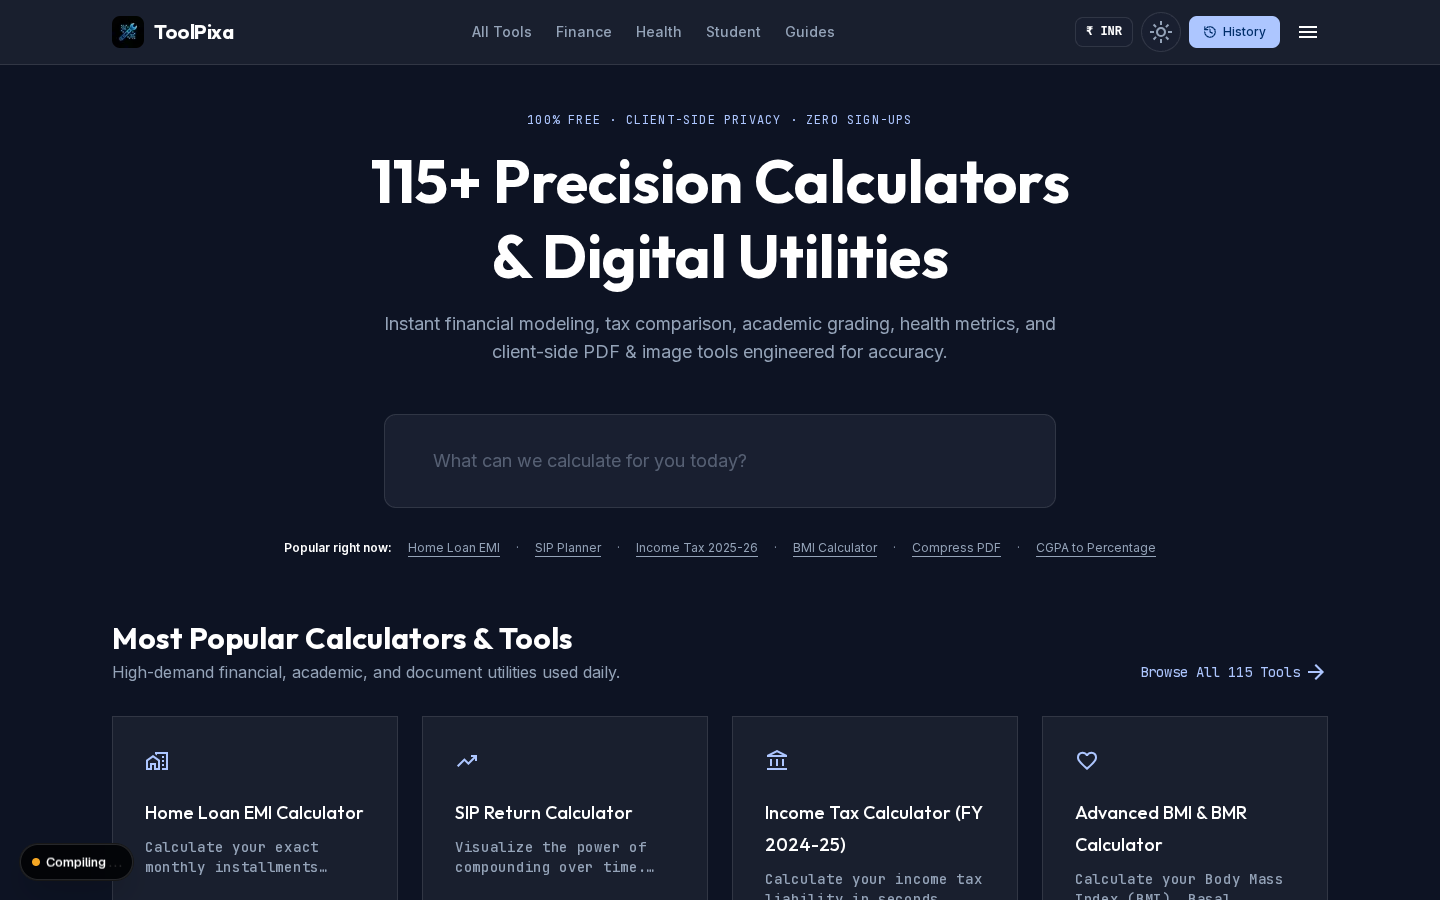 ToolPixa
All Tools
Finance
Health
Student
Guides
₹ INR
History
100% FREE · CLIENT-SIDE PRIVACY · ZERO SIGN-UPS
115+ Precision Calculators
& Digital Utilities
Instant financial modeling, tax comparison, academic grading, health metrics, and
client-side PDF & image tools engineered for accuracy.
What can we calculate for you today?
Popular right now: Home Loan EMI · SIP Planner · Income Tax 2025-26 · BMI Calculator · Compress PDF · CGPA to Percentage
Most Popular Calculators & Tools
High-demand financial, academic, and document utilities used daily.
Browse All 115 Tools
Home Loan EMI Calculator
Calculate your exact
monthly installments…
SIP Return Calculator
Visualize the power of
compounding over time.…
Income Tax Calculator (FY
2024-25)
Calculate your income tax
liability in seconds
Advanced BMI & BMR
Calculator
Calculate your Body Mass
Index (BMI), Basal
Compiling...